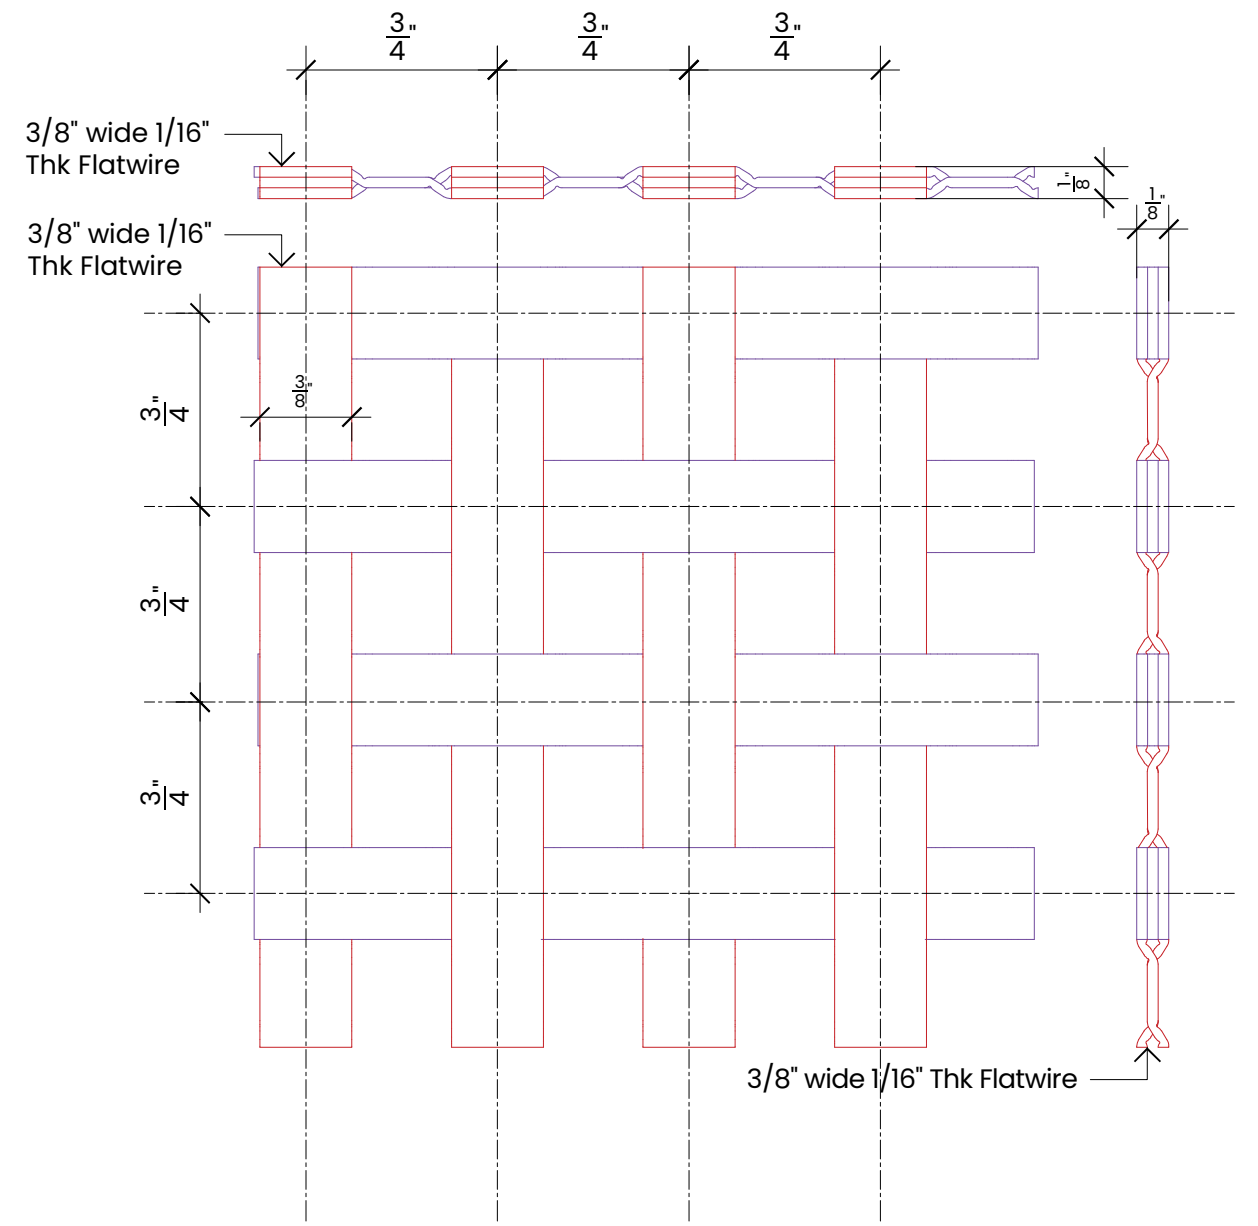 3/4" 3/4" 3/4"
3/8" wide 1/16"
Thk Flatwire
1/8"
1/8"
3/8" wide 1/16"
Thk Flatwire
3/8"
3/4"
3/4"
3/4"
3/8" wide 1/16" Thk Flatwire